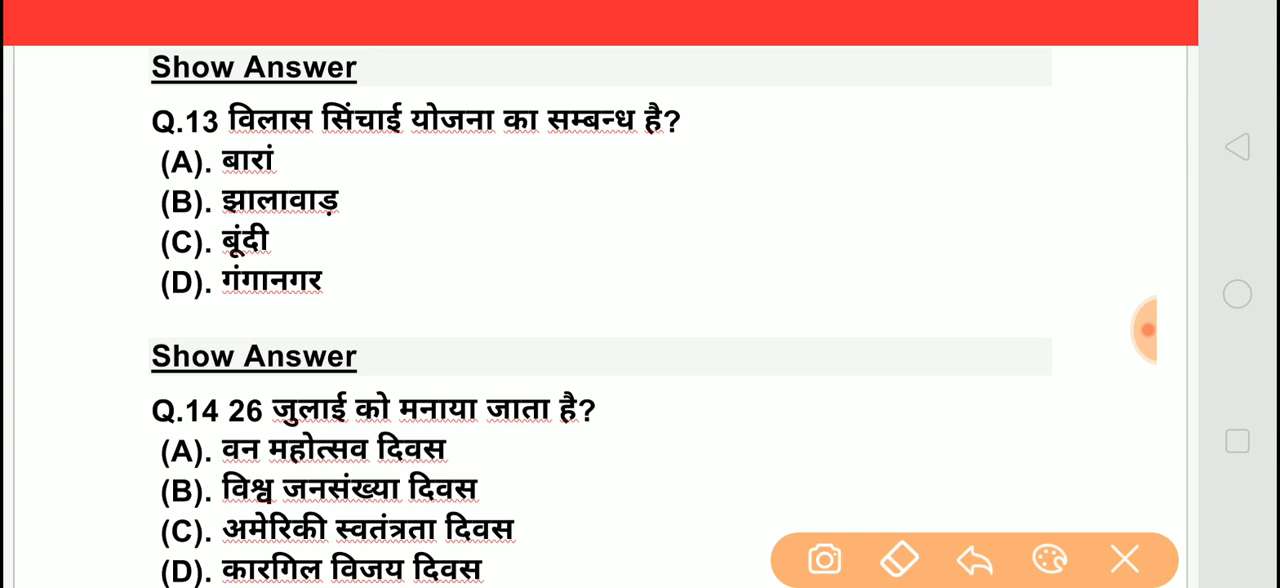 Show Answer
Q.13 विलास सिंचाई योजना का सम्बन्ध है?
(A). बारां
(B). झालावाड़
(C). बूंदी
(D). गंगानगर
Show Answer
Q.14 26 जुलाई को मनाया जाता है?
(A). वन महोत्सव दिवस
(B). विश्व जनसंख्या दिवस
(C). अमेरिकी स्वतंत्रता दिवस
(D). कारगिल विजय दिवस